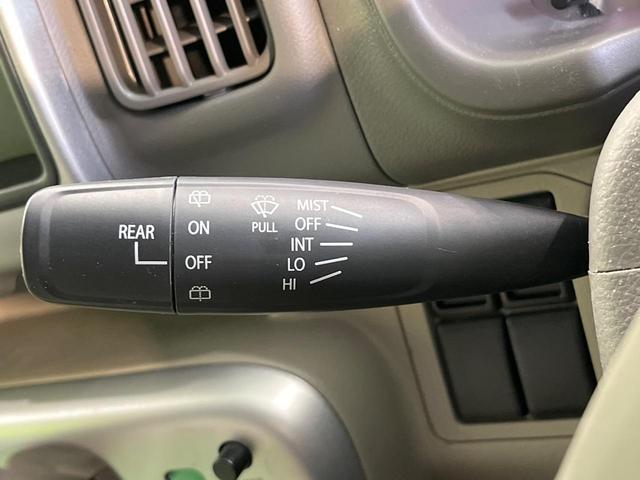 REAR
ON
OFF
PULL
MIST
OFF
INT
LO
HI